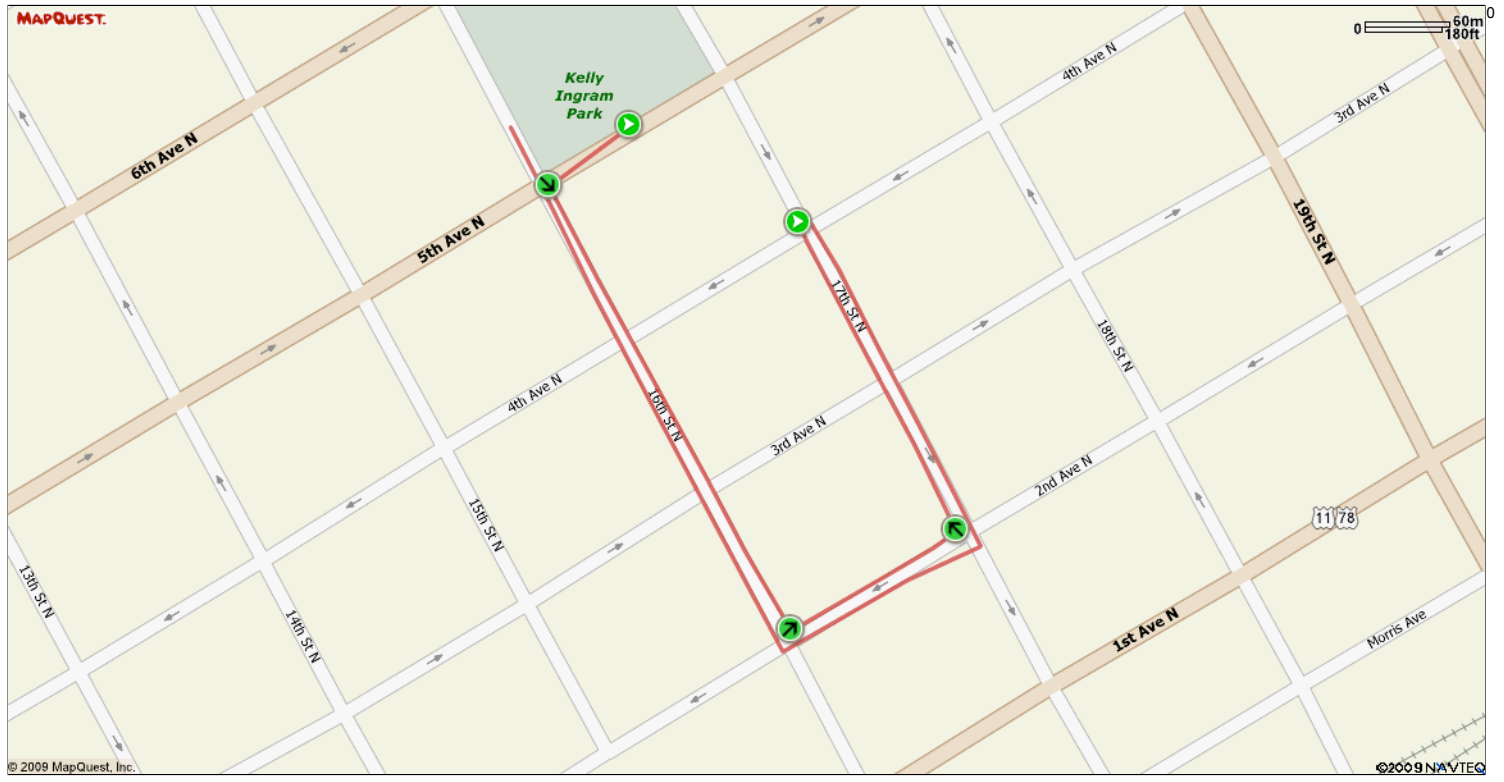 MAPQUEST.
0
0
60m
180ft
Kelly
Ingram
Park
4th Ave N
3rd Ave N
6th Ave N
5th Ave N
19th St N
17th St N
18th St N
4th Ave N
16th St N
3rd Ave N
2nd Ave N
15th St N
11
78
13th St N
14th St N
1st Ave N
Morris Ave
© 2009 MapQuest, Inc.
©2009 NAVTEQ